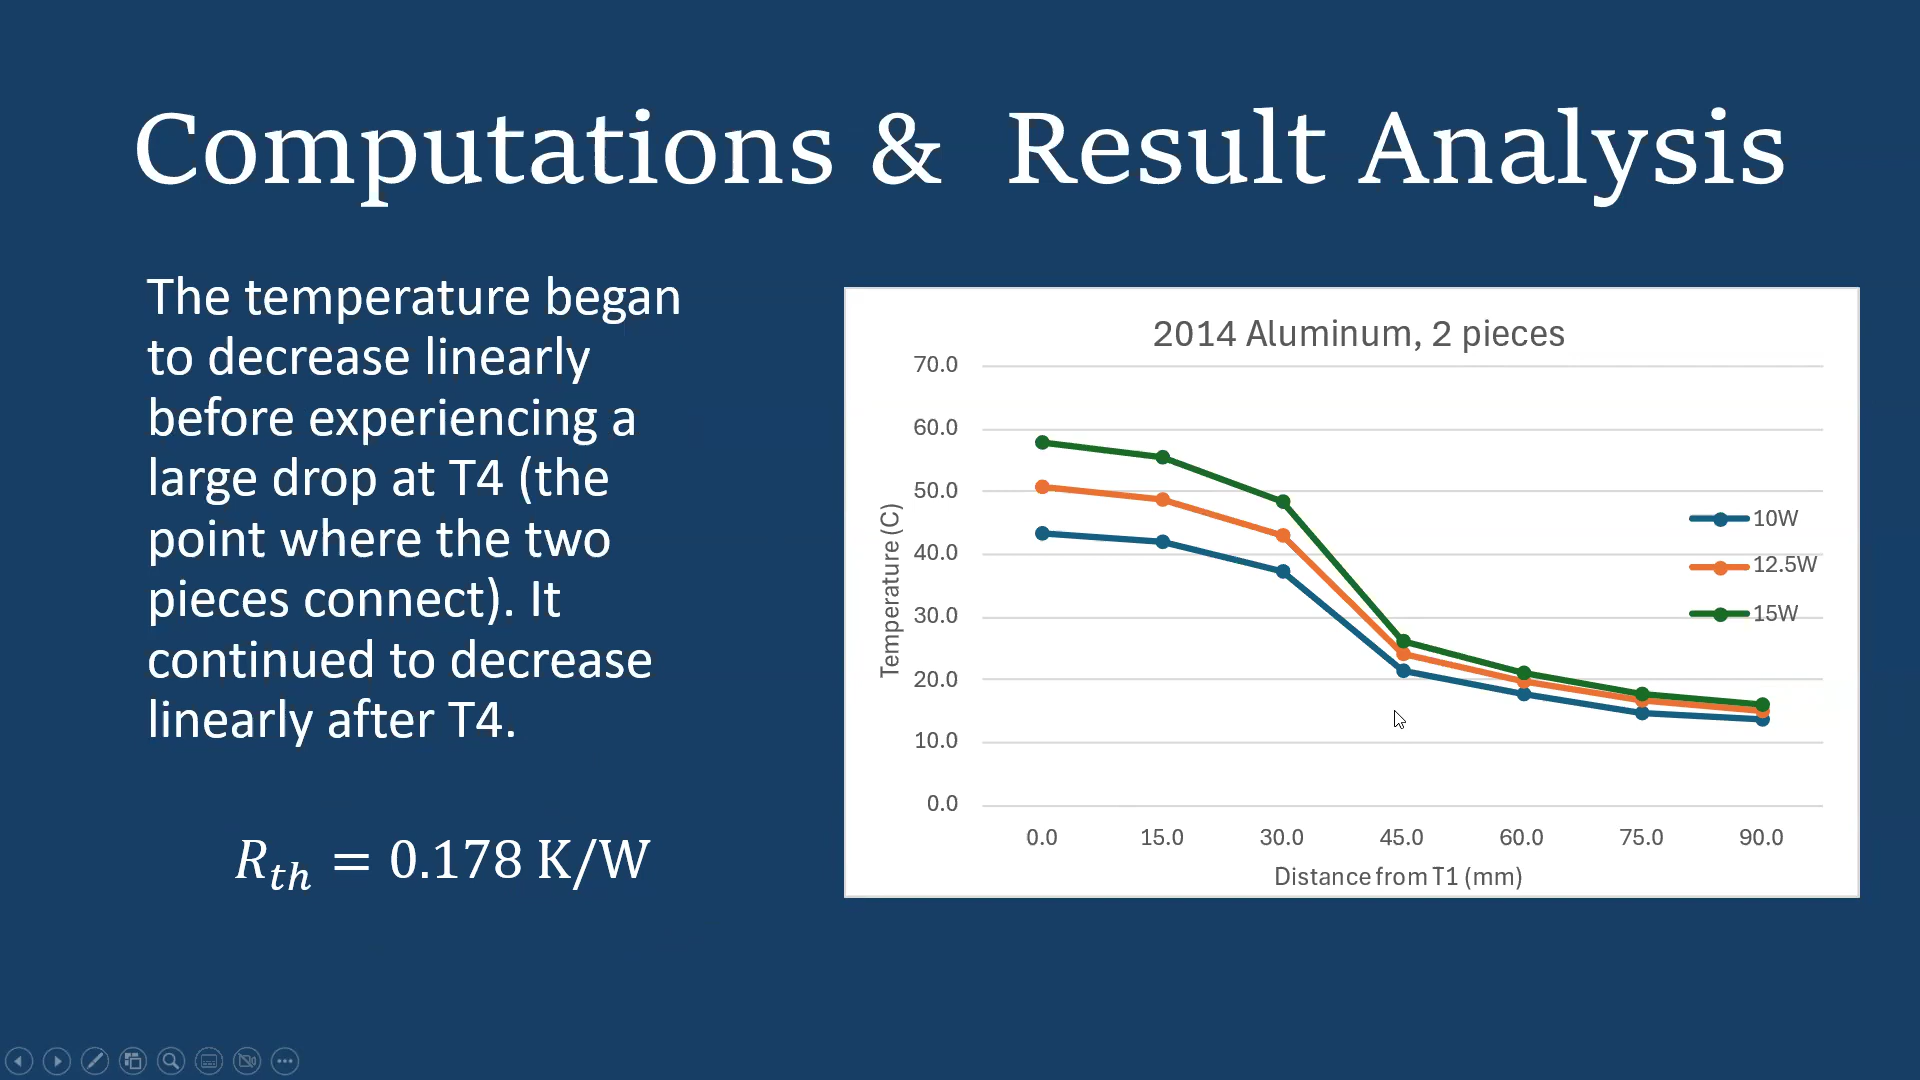 Computations & Result Analysis
The temperature began
to decrease linearly
before experiencing a
large drop at T4 (the
point where the two
pieces connect). It
continued to decrease
linearly after T4.
R_th = 0.178 K/W
2014 Aluminum, 2 pieces
70.0
60.0
50.0
40.0
30.0
20.0
10.0
0.0
Temperature (C)
10W
12.5W
15W
0.0 15.0 30.0 45.0 60.0 75.0 90.0
Distance from T1 (mm)